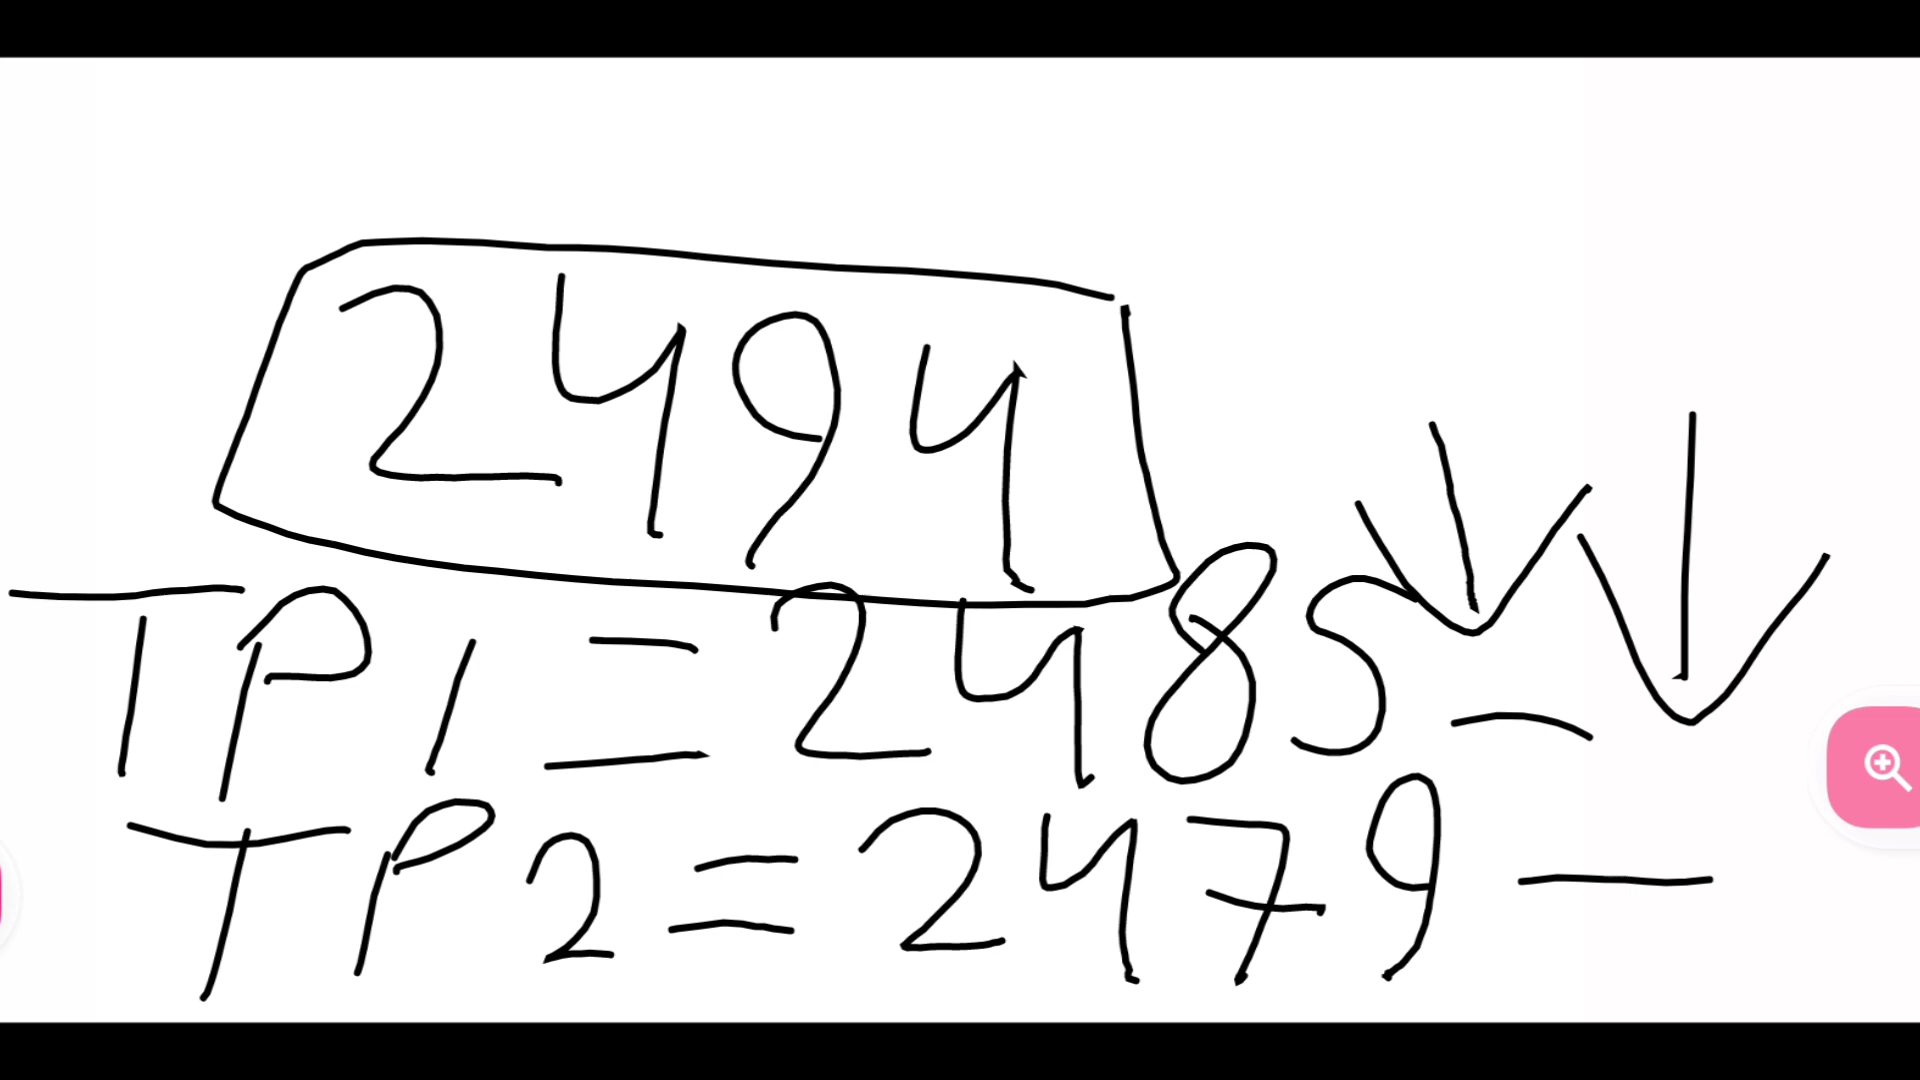 2494
TP1 = 2485 -
TP2 = 2479 -